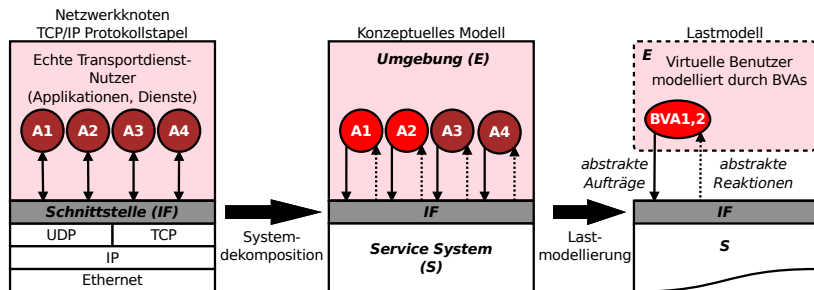 Netzwerkknoten
TCP/IP Protokollstapel
Echte Transportdienst-
Nutzer
(Applikationen, Dienste)
A1
A2
A3
A4
Schnittstelle (IF)
UDP
TCP
IP
Ethernet
System-
dekomposition
Konzeptuelles Modell
Umgebung (E)
A1
A2
A3
A4
IF
Service System
(S)
Last-
modellierung
Lastmodell
E
Virtuelle Benutzer
modelliert durch BVAs
BVA1,2
abstrakte
Aufträge
abstrakte
Reaktionen
IF
S